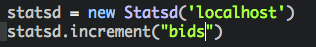 statsd = new Statsd('localhost')
statsd.increment("bids")